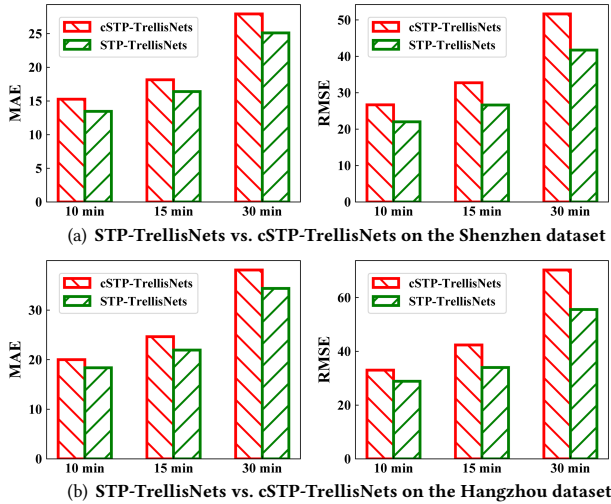 25
20
15
10
5
0
MAE
cSTP-TrellisNets
STP-TrellisNets
10 min
15 min
30 min
50
40
30
20
10
0
RMSE
cSTP-TrellisNets
STP-TrellisNets
10 min
15 min
30 min
(a) STP-TrellisNets vs. cSTP-TrellisNets on the Shenzhen dataset
30
20
10
0
MAE
cSTP-TrellisNets
STP-TrellisNets
10 min
15 min
30 min
60
40
20
0
RMSE
cSTP-TrellisNets
STP-TrellisNets
10 min
15 min
30 min
(b) STP-TrellisNets vs. cSTP-TrellisNets on the Hangzhou dataset